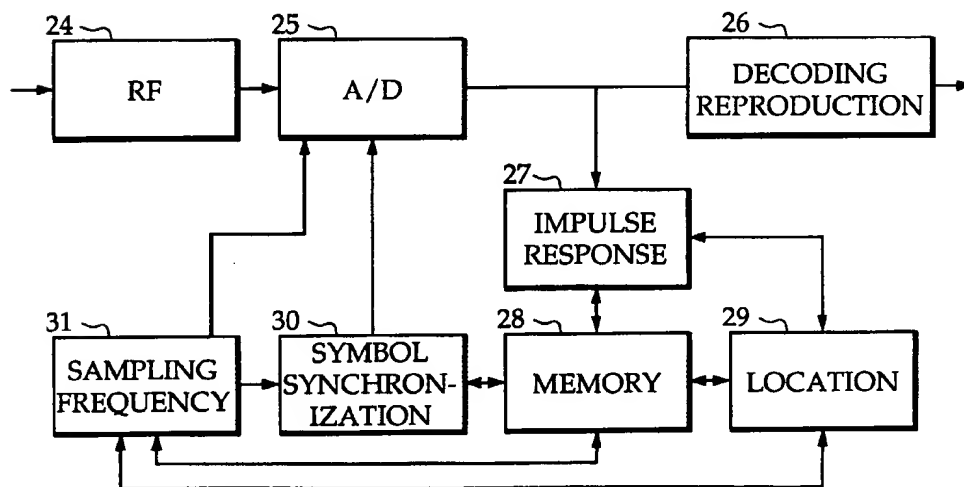 24
RF
25
A/D
26
DECODING
REPRODUCTION
27
IMPULSE
RESPONSE
31
SAMPLING
FREQUENCY
30
SYMBOL
SYNCHRON-
IZATION
28
MEMORY
29
LOCATION